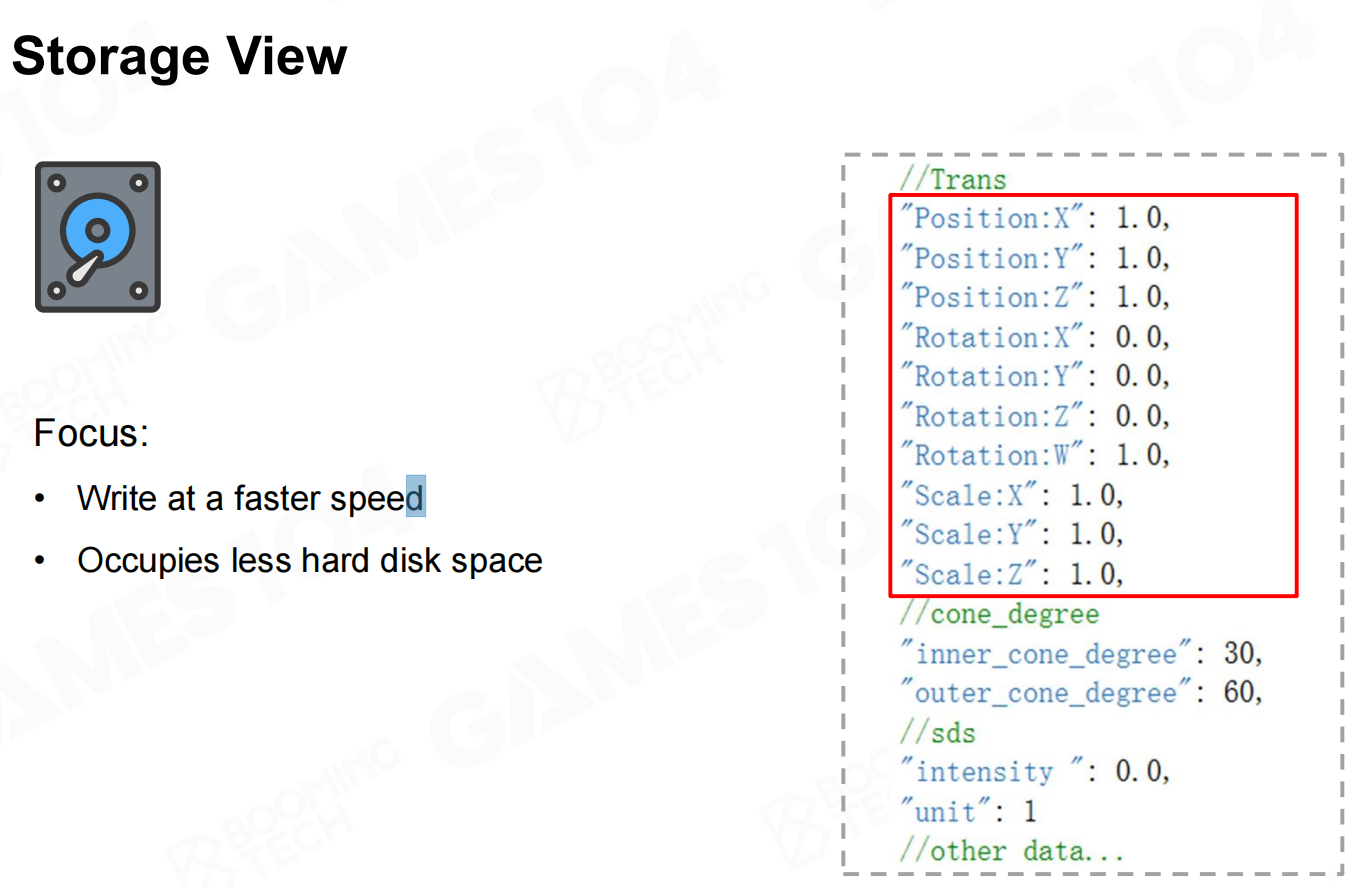 Storage View
Focus:
• Write at a faster speed
• Occupies less hard disk space
//Trans
"Position:X": 1.0,
"Position:Y": 1.0,
"Position:Z": 1.0,
"Rotation:X": 0.0,
"Rotation:Y": 0.0,
"Rotation:Z": 0.0,
"Rotation:W": 1.0,
"Scale:X": 1.0,
"Scale:Y": 1.0,
"Scale:Z": 1.0,
//cone_degree
"inner_cone_degree": 30,
"outer_cone_degree": 60,
//sds
"intensity ": 0.0,
"unit": 1
//other data...
GAMES104
BOOMING
TECH